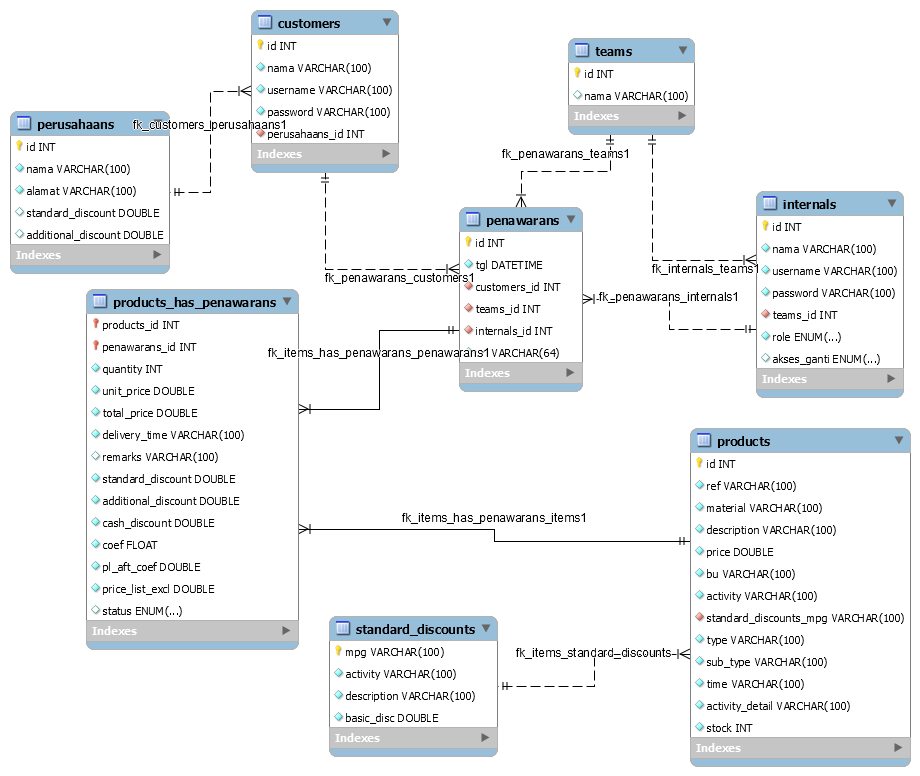 customers
id INT
nama VARCHAR(100)
username VARCHAR(100)
password VARCHAR(100)
perusahaans_id INT
Indexes
teams
id INT
nama VARCHAR(100)
Indexes
perusahaans
id INT
nama VARCHAR(100)
alamat VARCHAR(100)
standard_discount DOUBLE
additional_discount DOUBLE
Indexes
fk_customers_perusahaans1
fk_penawarans_teams1
penawarans
id INT
tgl DATETIME
customers_id INT
teams_id INT
internals_id INT
VARCHAR(64)
Indexes
internals
id INT
nama VARCHAR(100)
username VARCHAR(100)
password VARCHAR(100)
teams_id INT
role ENUM(...)
akses_ganti ENUM(...)
Indexes
fk_internals_teams1
fk_penawarans_customers1
fk_penawarans_internals1
products_has_penawarans
products_id INT
penawarans_id INT
quantity INT
unit_price DOUBLE
total_price DOUBLE
delivery_time VARCHAR(100)
remarks VARCHAR(100)
standard_discount DOUBLE
additional_discount DOUBLE
cash_discount DOUBLE
coef FLOAT
pl_aft_coef DOUBLE
price_list_excl DOUBLE
status ENUM(...)
Indexes
fk_items_has_penawarans_penawarans1
fk_items_has_penawarans_items1
products
id INT
ref VARCHAR(100)
material VARCHAR(100)
description VARCHAR(100)
price DOUBLE
bu VARCHAR(100)
activity VARCHAR(100)
standard_discounts_mpg VARCHAR(100)
type VARCHAR(100)
sub_type VARCHAR(100)
time VARCHAR(100)
activity_detail VARCHAR(100)
stock INT
Indexes
standard_discounts
mpg VARCHAR(100)
activity VARCHAR(100)
description VARCHAR(100)
basic_disc DOUBLE
Indexes
fk_items_standard_discounts